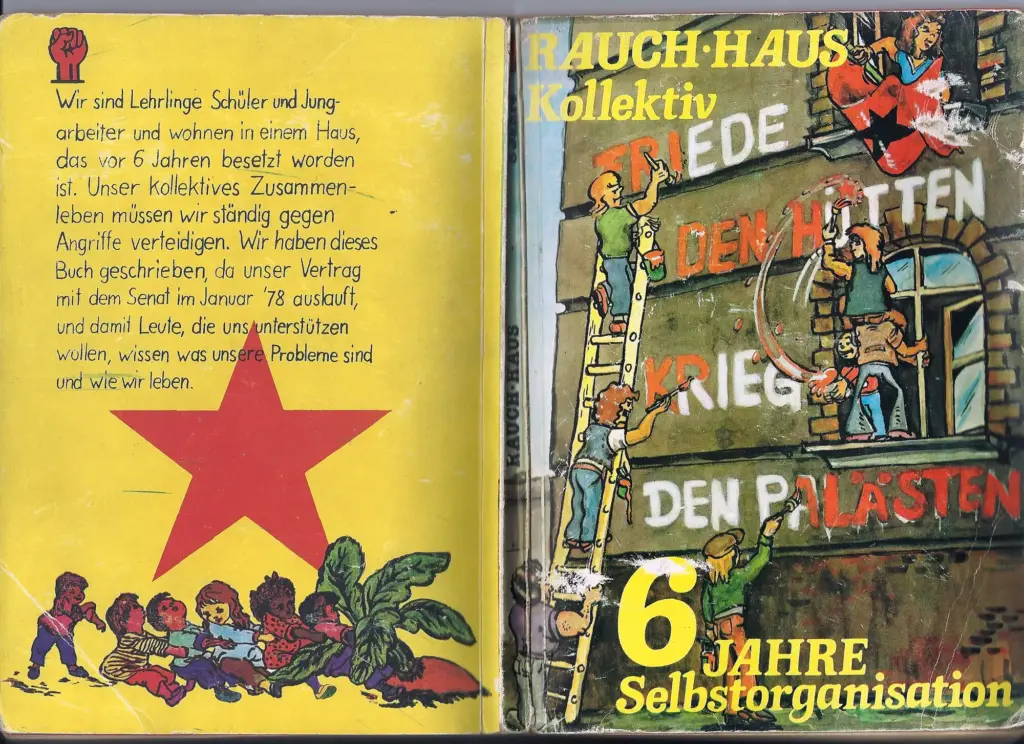 Wir sind Lehrlinge Schüler und Jung-
arbeiter und wohnen in einem Haus,
das vor 6 Jahren besetzt worden
ist. Unser Kollektives Zusammen-
leben müssen wir ständig gegen
Angriffe verteidigen. Wir haben dieses
Buch geschrieben, da unser Vertrag
mit dem Senat im Januar '78 ausläuft,
und damit Leute, die uns unterstützen
wollen, wissen was unsere Probleme sind
und wie wir leben.
RAUCH·HAUS
RAUCH·HAUS
Kollektiv
FRIEDE
DEN HÜTTEN
KRIEG
DEN PALÄSTEN
6
JAHRE
Selbstorganisation